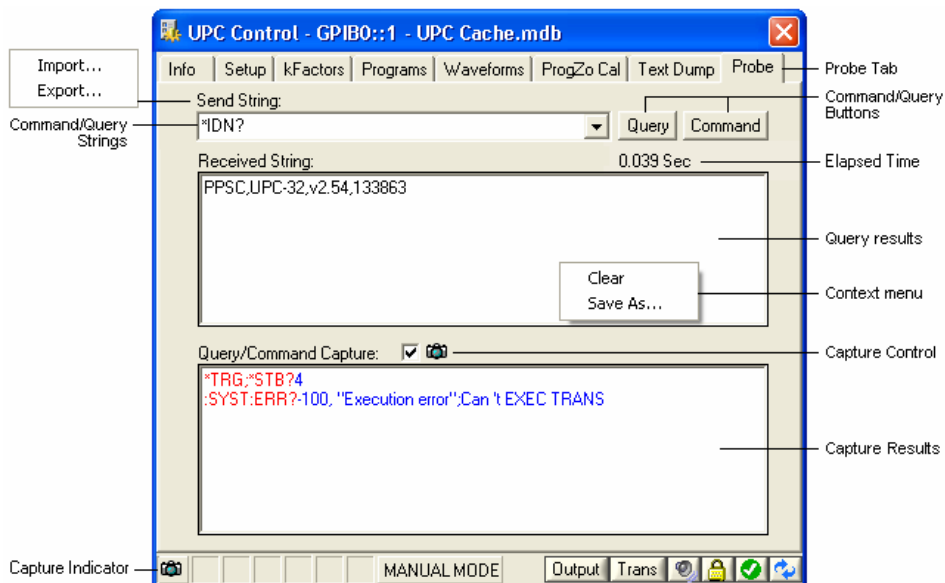 UPC Control - GPIB0::1 - UPC Cache.mdb
Import...
Export...
Info Setup kFactors Programs Waveforms ProgZo Cal Text Dump Probe
Probe Tab
Send String:
Command/Query
Buttons
Command/Query
Strings
*IDN?
Query Command
Received String:
0.039 Sec
Elapsed Time
PPSC,UPC-32,v2.54,133863
Query results
Clear
Save As...
Context menu
Query/Command Capture:
Capture Control
*TRG;*STB?4
:SYST:ERR?-100, "Execution error";Can 't EXEC TRANS
Capture Results
Capture Indicator
MANUAL MODE
Output Trans